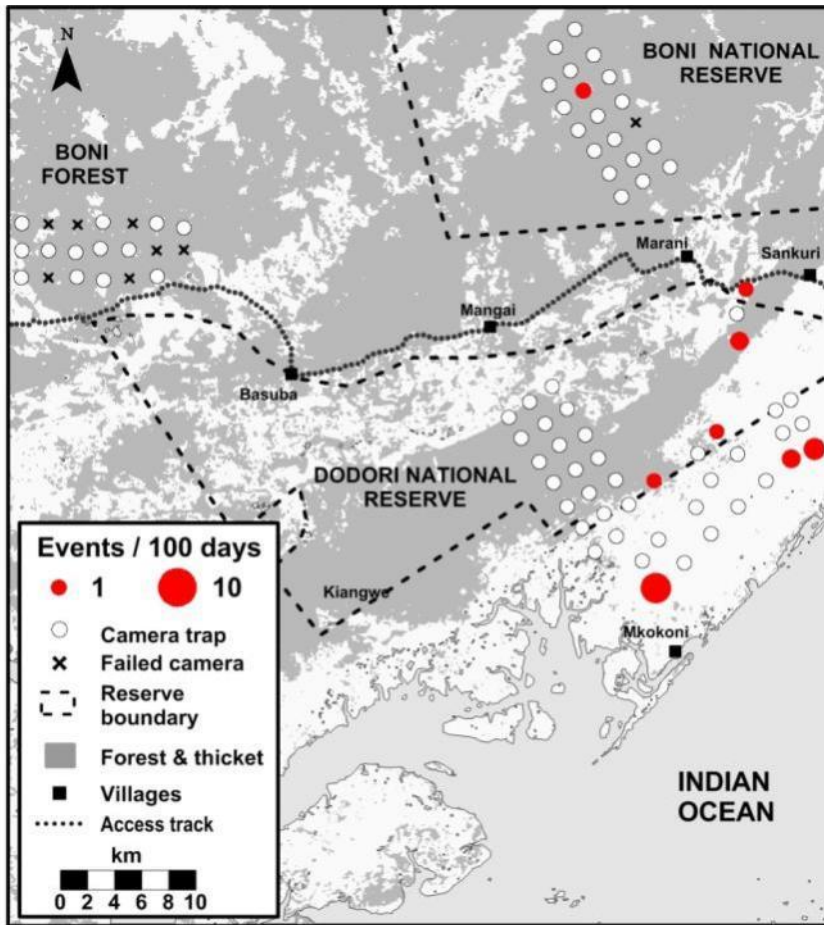 N
BONI NATIONAL
RESERVE
BONI
FOREST
Marani
Sankuri
Mangai
Basuba
DODORI NATIONAL
RESERVE
Kiangwe
Mkokoni
INDIAN
OCEAN
Events / 100 days
1 10
Camera trap
Failed camera
Reserve
boundary
Forest & thicket
Villages
Access track
km
0 2 4 6 8 10